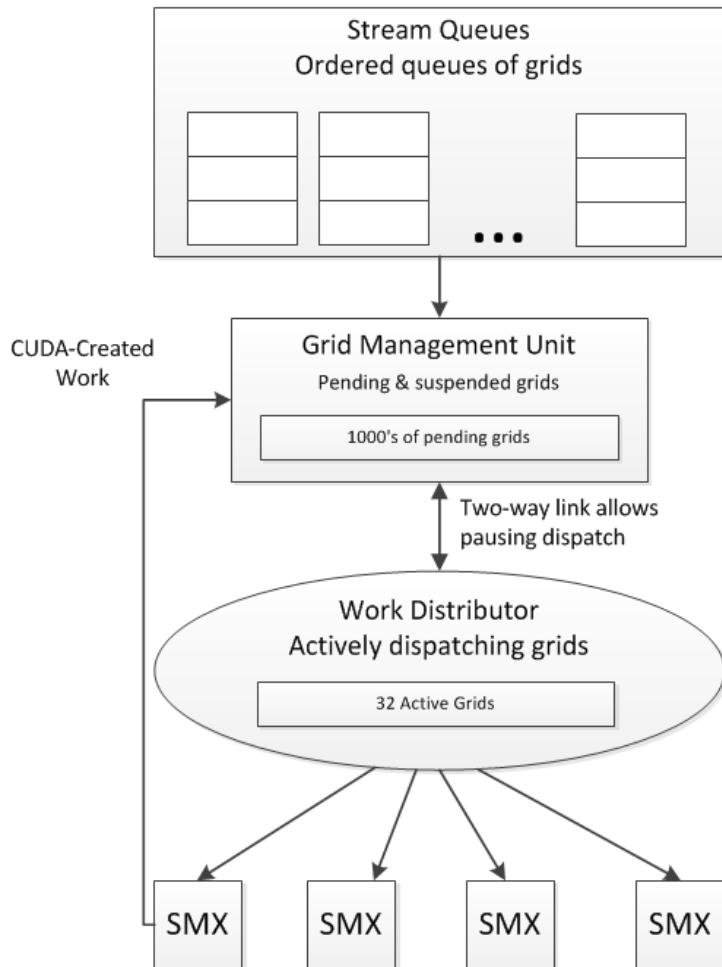 Stream Queues
Ordered queues of grids
...
CUDA-Created
Work
Grid Management Unit
Pending & suspended grids
1000's of pending grids
Two-way link allows
pausing dispatch
Work Distributor
Actively dispatching grids
32 Active Grids
SMX
SMX
SMX
SMX